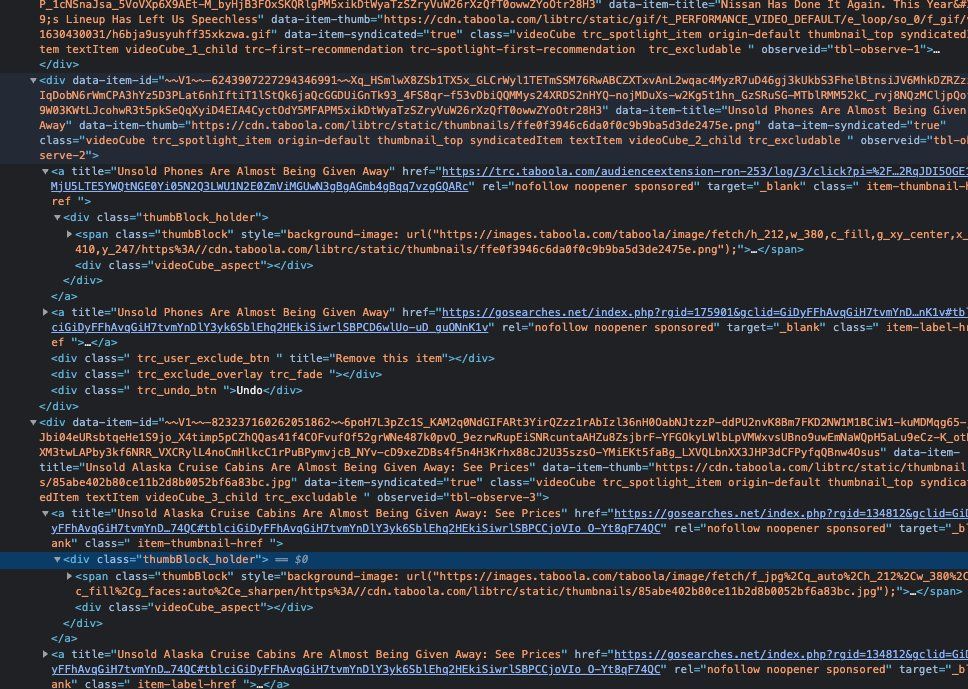 P_1cNSnaJsa_5VoVXp6X9AEt-M_byHjB3FOxSKQRlgPM5xikDtWyaTzSZryVuW26rXzQfT0owwZYoOtr28H3" data-item-title="Nissan Has Done It Again. This Year&#3
9;s Lineup Has Left Us Speechless" data-item-thumb="https://cdn.taboola.com/libtrc/static/gif/t_PERFORMANCE_VIDEO_DEFAULT/e_loop/so_0/f_gif/
1630430031/h6bja9usyuhff35xkzwa.gif" data-item-syndicated="true" class="videoCube trc_spotlight_item origin-default thumbnail_top syndicatedI
tem textItem videoCube_1_child trc-first-recommendation trc-spotlight-first-recommendation  trc_excludable " observeid="tbl-observe-1">…
</div>
<div data-item-id="~~V1~~-6243907227294346991~~Xq_HSmlwX8ZSb1TX5x_GLCrWyl1TETmSSM76RwABCZXTxvAnL2wqac4MyzR7uD46gj3kUkbS3FhelBtnsiJV6MhkDZRZz
IqDobN6rWmCPA3hYz5D3PLat6nhIftiT1lStQk6jaQcGGDUiGnTk93_4FS8qr-f53vDbiQQMMys24XRDS2nHYQ-nojMDuXs-w2Kg5t1hn_GzSRuSG-MTblRMM52kC_rvj8NQzMCljpQo
9W03KWtLJcohwR3t5pkSeQqXyiD4EIA4CyctOdY5MFAPM5xikDtWyaTzSZryVuW26rXzQfT0owwZYoOtr28H3" data-item-title="Unsold Phones Are Almost Being Given
Away" data-item-thumb="https://cdn.taboola.com/libtrc/static/thumbnails/ffe0f3946c6da0f0c9b9ba5d3de2475e.png" data-item-syndicated="true"
class="videoCube trc_spotlight_item origin-default thumbnail_top syndicatedItem textItem videoCube_2_child trc_excludable " observeid="tbl-ob
serve-2">
<a title="Unsold Phones Are Almost Being Given Away" href="https://trc.taboola.com/audienceextension-ron-253/log/3/click?pi=%2F…2RqJDI5OGE1
MjU5LTE5YWQtNGE0Yi05N2Q3LWU1N2E0ZmViMGUwN3gBgAGmb4gBqq7vzgGQARc" rel="nofollow noopener sponsored" target="_blank" class=" item-thumbnail-h
ref ">
<div class="thumbBlock_holder">
<span class="thumbBlock" style="background-image: url("https://images.taboola.com/taboola/image/fetch/h_212,w_380,c_fill,g_xy_center,x_
410,y_247/https%3A//cdn.taboola.com/libtrc/static/thumbnails/ffe0f3946c6da0f0c9b9ba5d3de2475e.png");">…</span>
<div class="videoCube_aspect"></div>
</div>
</a>
<a title="Unsold Phones Are Almost Being Given Away" href="https://gosearches.net/index.php?rgid=175901&gclid=GiDyFFhAvqGiH7tvmYnD…nK1v#tbl
ciGiDyFFhAvqGiH7tvmYnDlY3yk6SblEhq2HEkiSiwrlSBPCD6wlUo-uD_guONnK1v" rel="nofollow noopener sponsored" target="_blank" class=" item-label-hr
ef ">…</a>
<div class=" trc_user_exclude_btn " title="Remove this item"></div>
<div class=" trc_exclude_overlay trc_fade "></div>
<div class=" trc_undo_btn ">Undo</div>
</div>
<div data-item-id="~~V1~~-823237160262051862~~6poH7L3pZc1S_KAM2q0NdGIFARt3YirQZzz1rAbIzl36nH0OabNJtzzP-ddPU2nvK8Bm7FKD2NW1M1BCiW1-kuMDMqg65-
Jbi04eURsbtqeHe1S9jo_X4timp5pCZhQQas41f4COFvufOf52grWNe487k0pvO_9ezrwRupEiSNRcuntaAHZu8ZsjbrF-YFGOkyLWlbLpVMWxvsUBno9uwEmNaWQpH5aLu9eCz-K_otH
XM3twLAPby3kf6NRR_VXCRylL4noCmHlkcC1rPuBPymvjcB_NYv-cD9xeZDBs4f5n4H3Krhx88cJ2U35szsO-YMiEKt5faBg_LXVQLbnXX3JHP3dCFPyfqQBnw4Osus" data-item-
title="Unsold Alaska Cruise Cabins Are Almost Being Given Away: See Prices" data-item-thumb="https://cdn.taboola.com/libtrc/static/thumbnail
s/85abe402b80ce11b2d8b0052bf6a83bc.jpg" data-item-syndicated="true" class="videoCube trc_spotlight_item origin-default thumbnail_top syndicat
edItem textItem videoCube_3_child trc_excludable " observeid="tbl-observe-3">
<a title="Unsold Alaska Cruise Cabins Are Almost Being Given Away: See Prices" href="https://gosearches.net/index.php?rgid=134812&gclid=GiD
yFFhAvqGiH7tvmYnD…74QC#tblciGiDyFFhAvqGiH7tvmYnDlY3yk6SblEhq2HEkiSiwrlSBPCCjoVIo_O-Yt8qF74QC" rel="nofollow noopener sponsored" target="_bl
ank" class=" item-thumbnail-href ">
<div class="thumbBlock_holder"> == $0
<span class="thumbBlock" style="background-image: url("https://images.taboola.com/taboola/image/fetch/f_jpg%2Cq_auto%2Ch_212%2Cw_380%2C
c_fill%2Cg_faces:auto%2Ce_sharpen/https%3A//cdn.taboola.com/libtrc/static/thumbnails/85abe402b80ce11b2d8b0052bf6a83bc.jpg");">…</span>
<div class="videoCube_aspect"></div>
</div>
</a>
<a title="Unsold Alaska Cruise Cabins Are Almost Being Given Away: See Prices" href="https://gosearches.net/index.php?rgid=134812&gclid=GiD
yFFhAvqGiH7tvmYnD…74QC#tblciGiDyFFhAvqGiH7tvmYnDlY3yk6SblEhq2HEkiSiwrlSBPCCjoVIo_O-Yt8qF74QC" rel="nofollow noopener sponsored" target="_bl
ank" class=" item-label-href ">…</a>